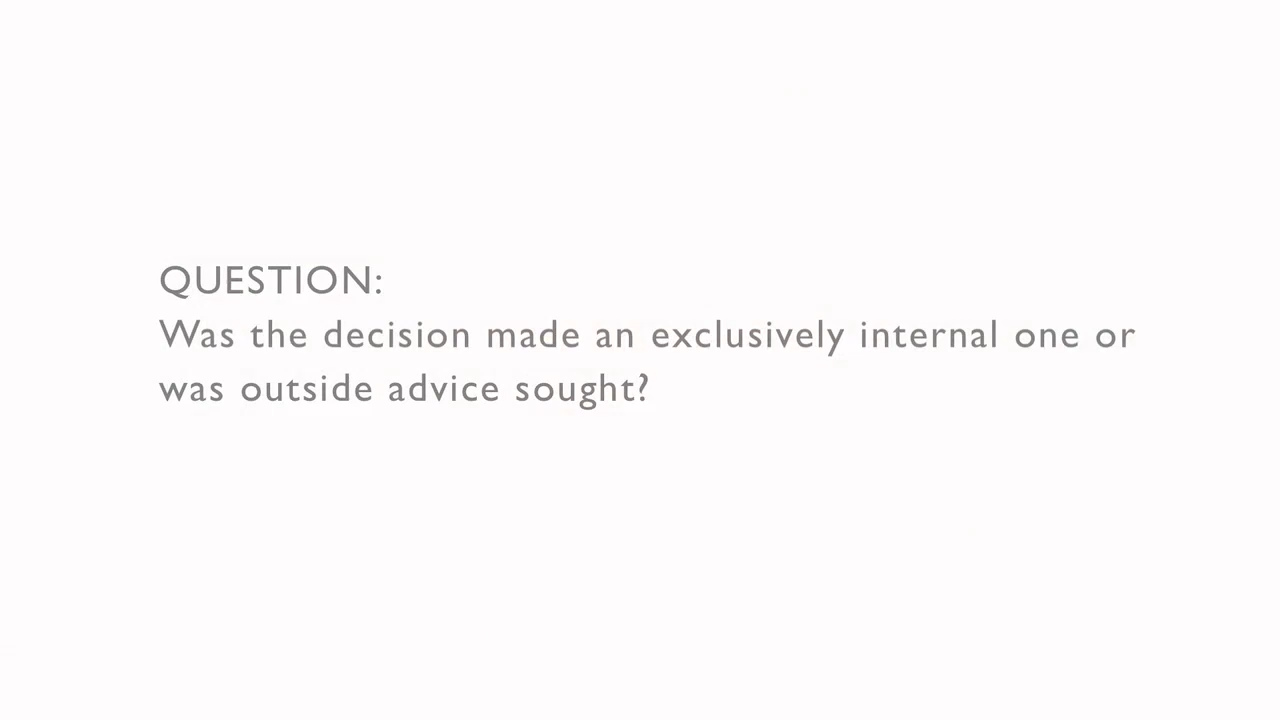 QUESTION:
Was the decision made an exclusively internal one or
was outside advice sought?